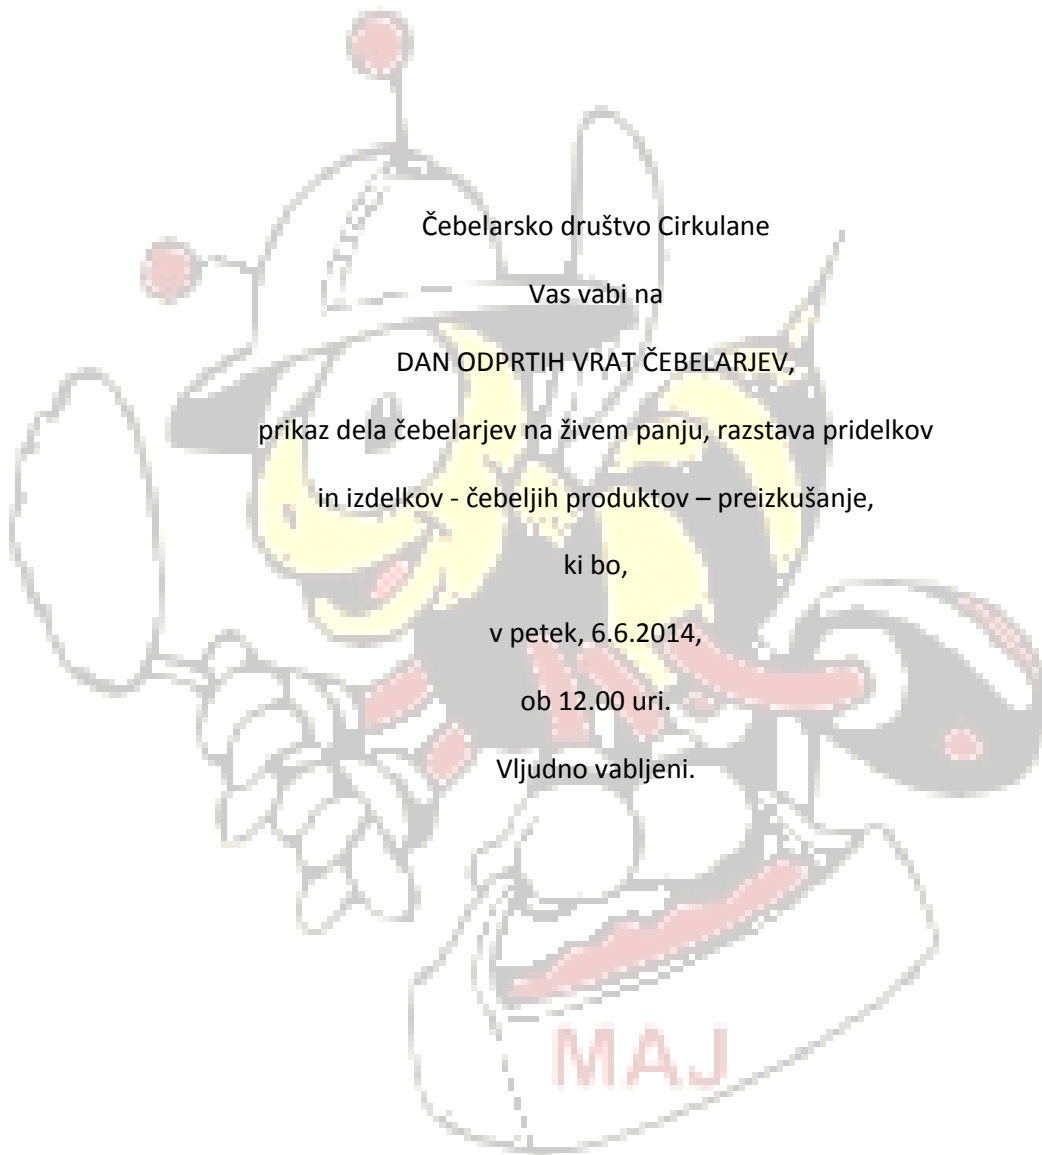 Čebelarsko društvo Cirkulane
Vas vabi na
DAN ODPRTIH VRAT ČEBELARJEV,
prikaz dela čebelarjev na živem panju, razstava pridelkov
in izdelkov - čebeljih produktov – preizkušanje,
ki bo,
v petek, 6.6.2014,
ob 12.00 uri.
Vljudno vabljeni.
MAJ